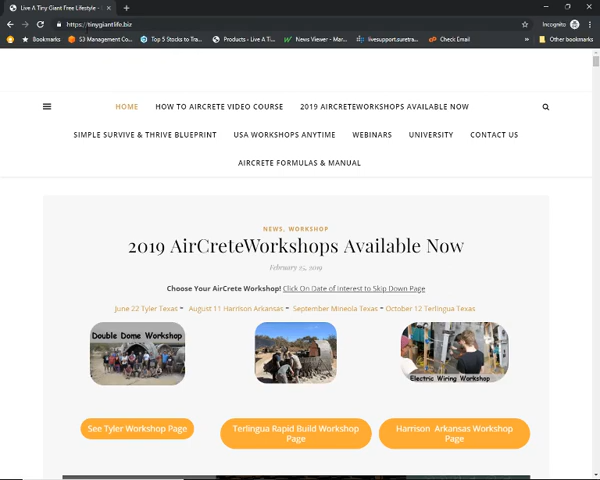 Live A Tiny Giant Free Lifestyle -
https://tinygiantlife.biz
Incognito
Bookmarks
S3 Management Co...
Top 5 Stocks to Tra...
Products - Live A Ti...
News Viewer - Mar...
livesupport.suretra...
Check Email
»
Other bookmarks
HOME
HOW TO AIRCRETE VIDEO COURSE
2019 AIRCRETEWORKSHOPS AVAILABLE NOW
SIMPLE SURVIVE & THRIVE BLUEPRINT
USA WORKSHOPS ANYTIME
WEBINARS
UNIVERSITY
CONTACT US
AIRCRETE FORMULAS & MANUAL
NEWS, WORKSHOP
2019 AirCreteWorkshops Available Now
February 25, 2019
Choose Your AirCrete Workshop! Click On Date of Interest to Skip Down Page
June 22 Tyler Texas - August 11 Harrison Arkansas - September Mineola Texas - October 12 Terlingua Texas
Double Dome Workshop
Electric Wiring Workshop
See Tyler Workshop Page
Terlingua Rapid Build Workshop
Page
Harrison Arkansas Workshop
Page